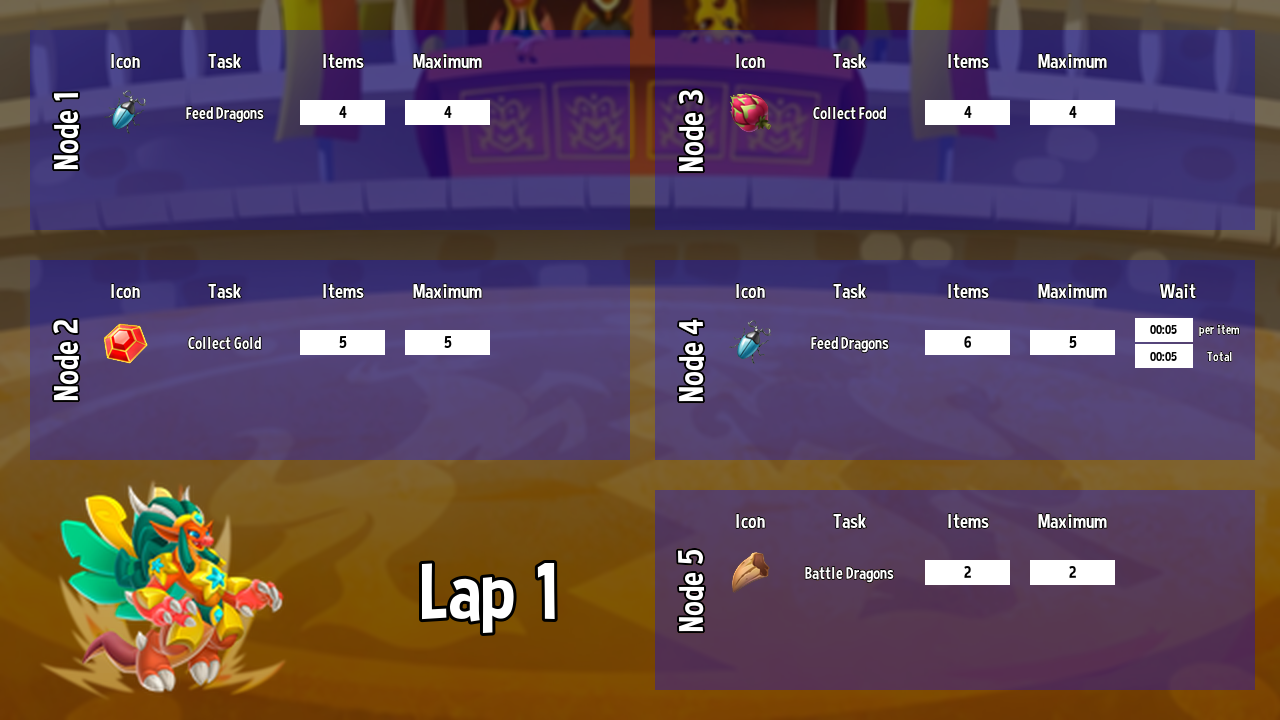 Node 1
Icon Task Items Maximum
Feed Dragons 4 4
Node 2
Icon Task Items Maximum
Collect Gold 5 5
Lap 1
Node 3
Icon Task Items Maximum
Collect Food 4 4
Node 4
Icon Task Items Maximum Wait
Feed Dragons 6 5 00:05 per item
00:05 Total
Node 5
Icon Task Items Maximum
Battle Dragons 2 2